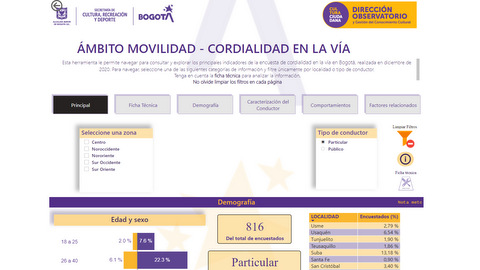 SECRETARÍA DE
CULTURA, RECREACIÓN
Y DEPORTE
BOGOTÁ
CUL
TURA
CIUDA
DANA
DIRECCIÓN
OBSERVATORIO
y Gestión del Conocimiento Cultural
ÁMBITO MOVILIDAD - CORDIALIDAD EN LA VÍA
Esta herramienta le permite navegar para consultar y explorar los principales indicadores de la encuesta de cordialidad en la vía en Bogotá, realizada en diciembre de
2020. Para navegar seleccione una de las siguientes categorías de información y filtre únicamente por localidad o tipo de conductor.
Tenga en cuenta la ficha técnica para analizar la información.
No olvide limpiar los filtros en cada página
Principal
Ficha Técnica
Demografía
Caracterización del
Conductor
Comportamientos
Factores relacionados
Seleccione una zona
Centro
Noroccidente
Nororiente
Sur Occidente
Sur Oriente
Tipo de conductor
Particular
Público
Limpiar Filtros
Ficha técnica
Demografía
Nota metodo
Edad y sexo
18 a 25
2.0 %
7.6 %
26 a 40
6.1 %
22.3 %
816
Del total de encuestados
Particular
LOCALIDAD
Encuestados (%)
Usme
2,79 %
Usaquén
6,54 %
Tunjuelito
1,90 %
Teusaquillo
1,86 %
Suba
13,18 %
Santa Fe
0,90 %
San Cristóbal
3,40 %